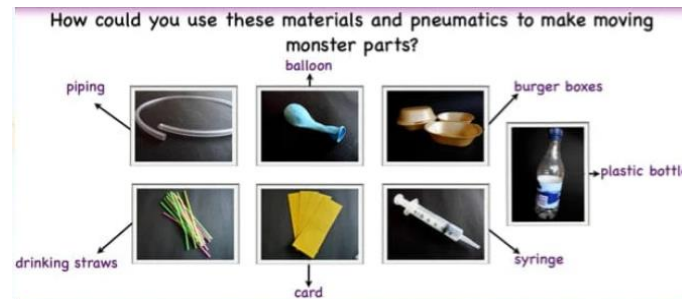 How could you use these materials and pneumatics to make moving
monster parts?
balloon
piping
burger boxes
plastic bottl
drinking straws
syringe
card